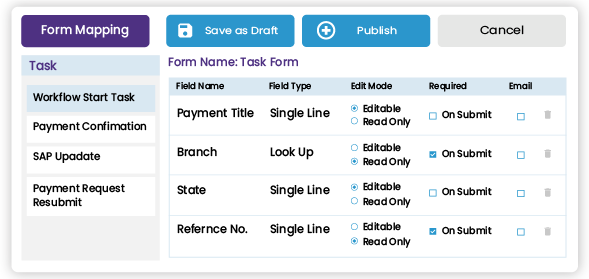 Form Mapping
Save as Draft
Publish
Cancel
Task
Form Name: Task Form
Workflow Start Task
Payment Confimation
SAP Upadate
Payment Request
Resubmit
Field Name Field Type Edit Mode Required Email
Payment Title Single Line Editable On Submit
Read Only
Branch Look Up Editable On Submit
Read Only
State Single Line Editable On Submit
Read Only
Refernce No. Single Line Editable On Submit
Read Only